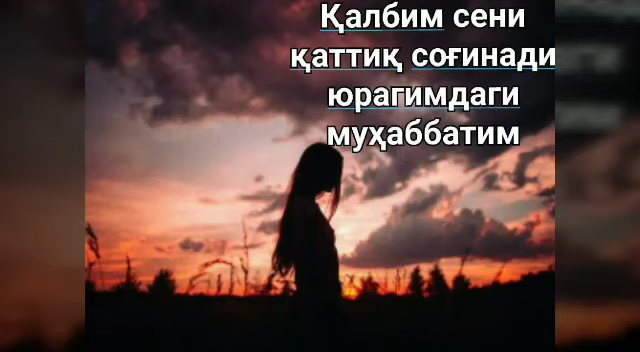 Қалбим сени
қаттиқ соғинади
юрагимдаги
муҳаббатим